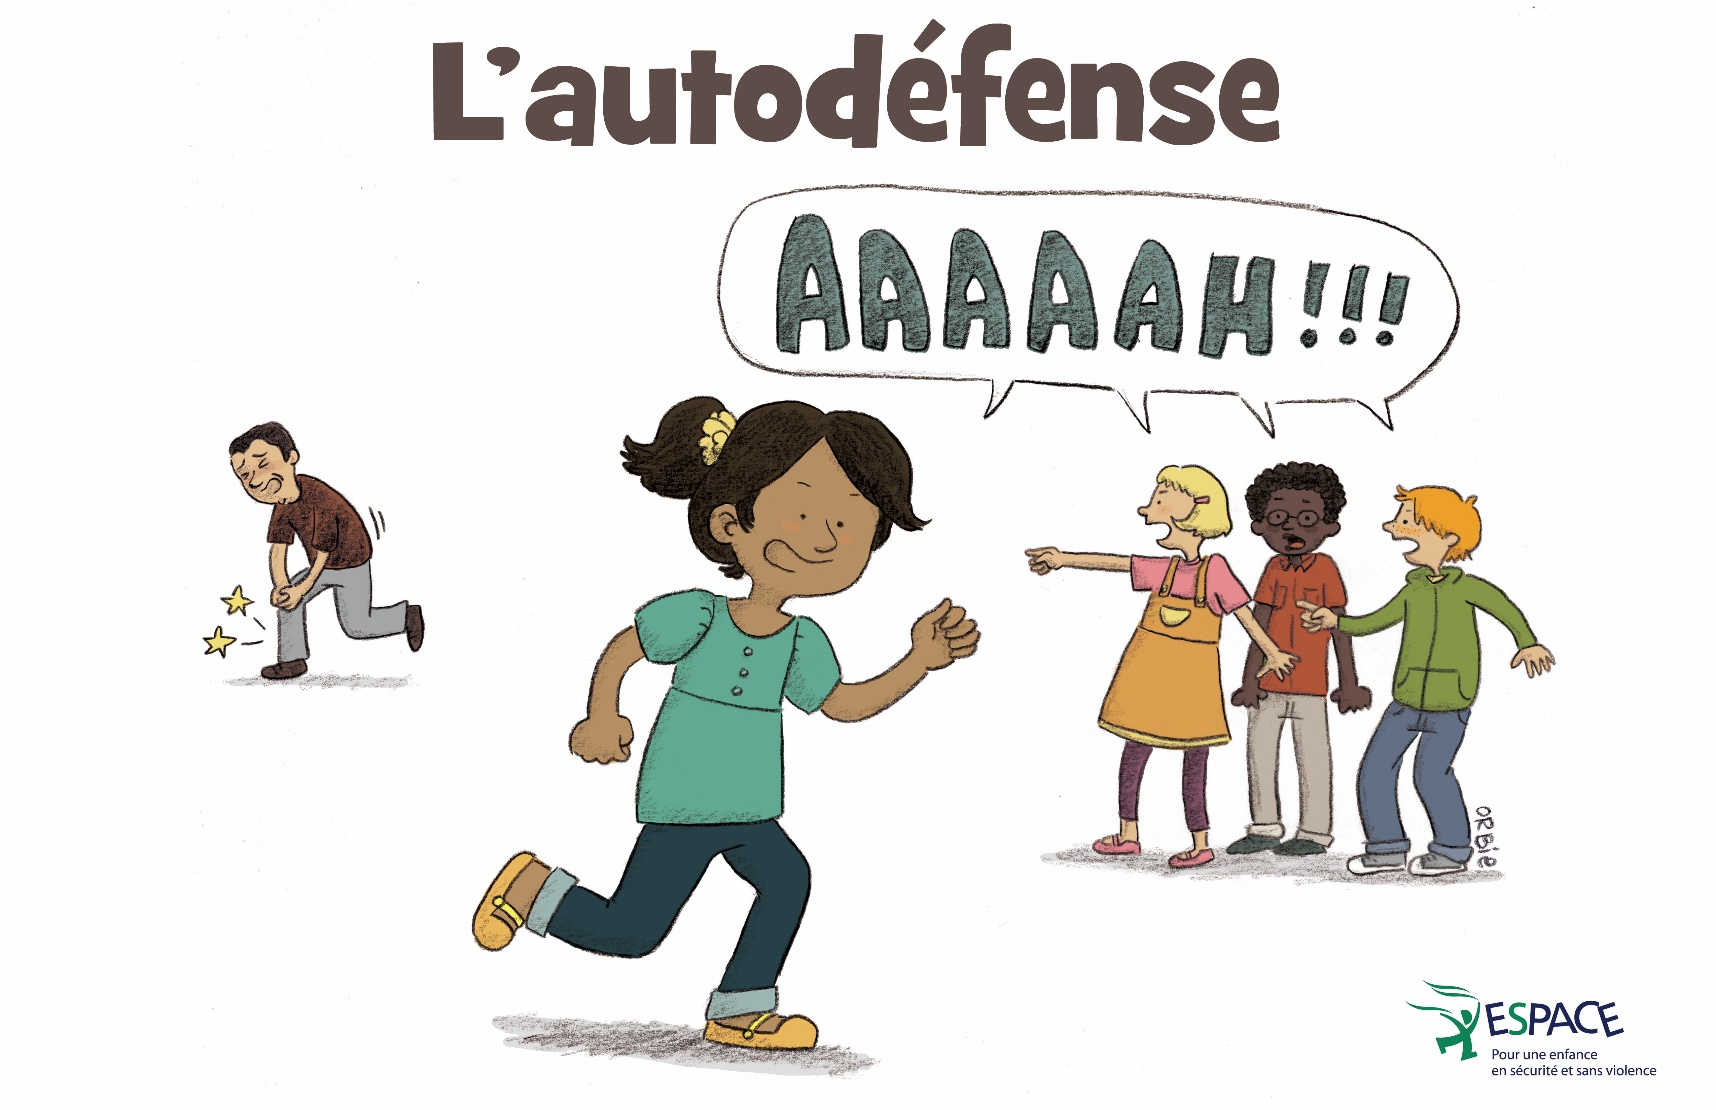 L'autodéfense
AAAAAH!!!
ORBiE
ESPACE
Pour une enfance
en sécurité et sans violence